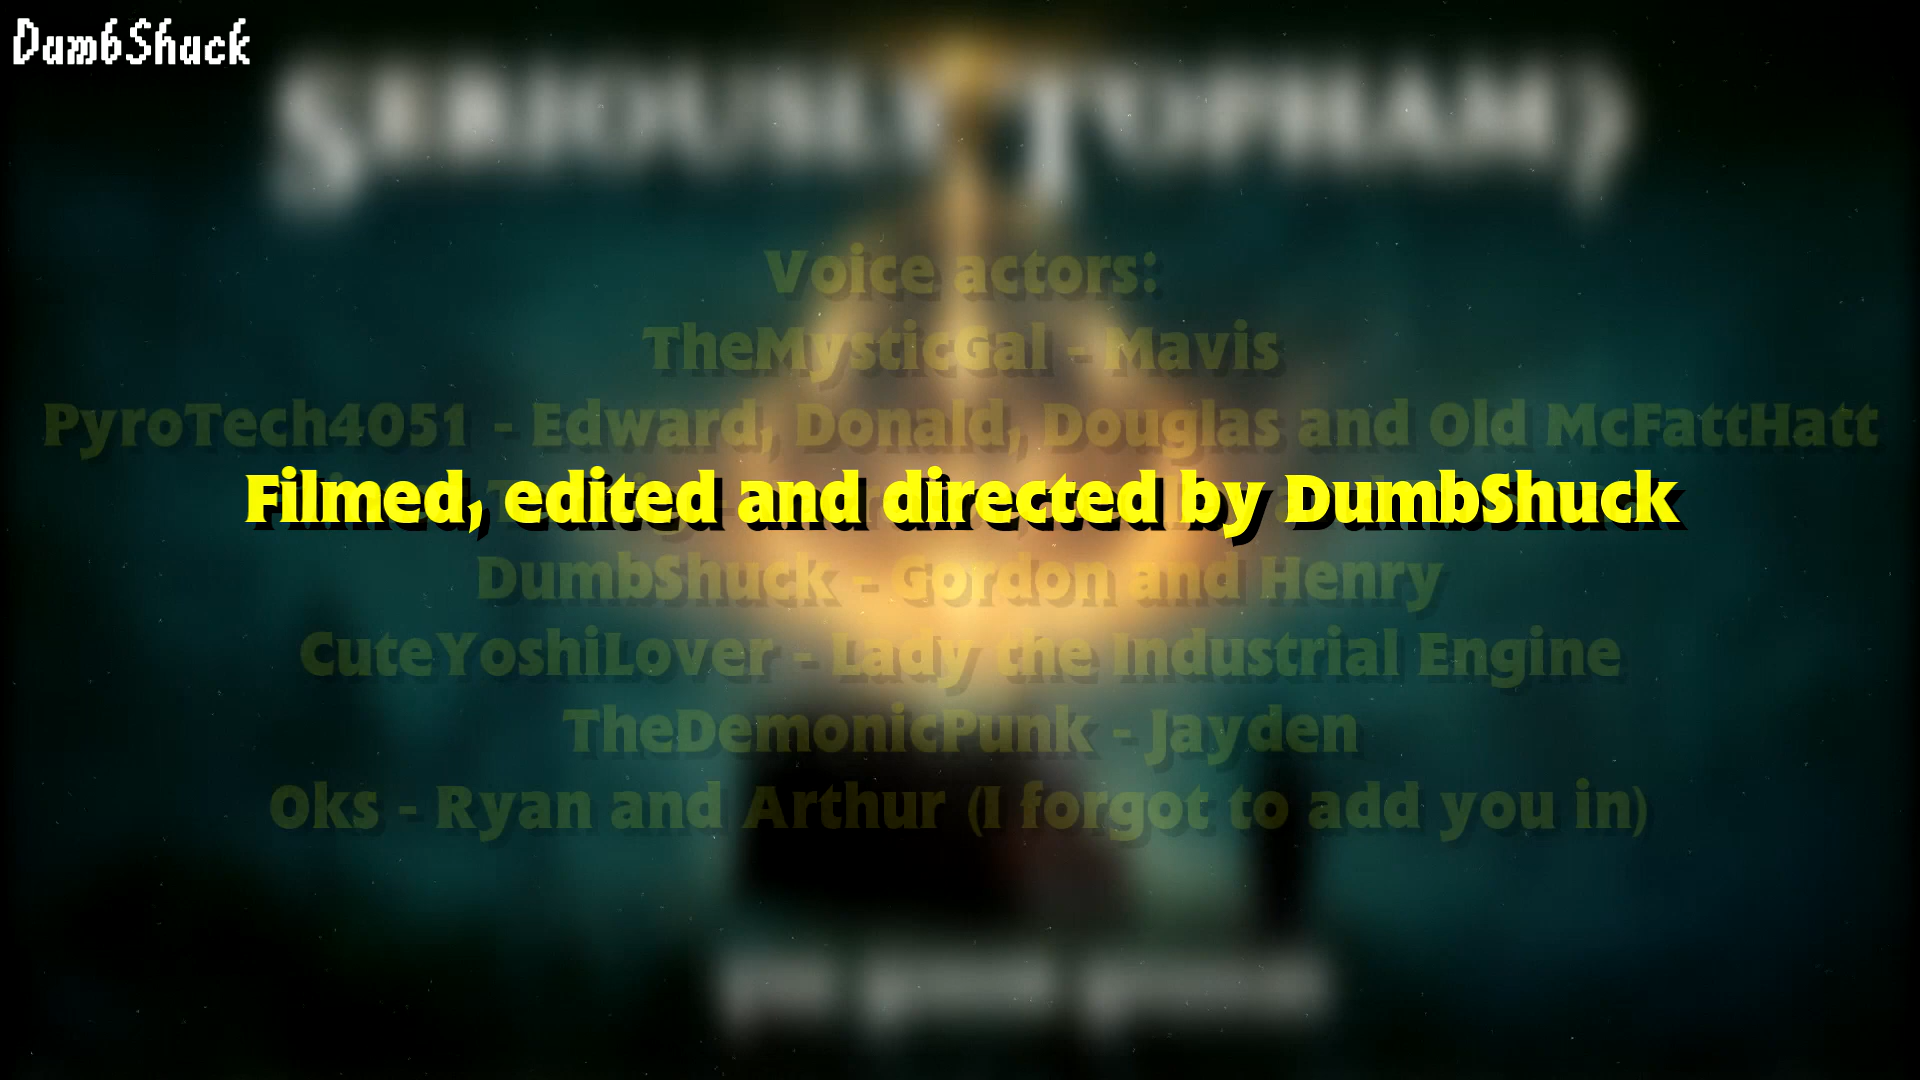 DumbShuck
SERIOUSLY TOPHAM?
Voice actors:
TheMysticGal - Mavis
PyroTech4051 - Edward, Donald, Douglas and Old McFattHatt
Filmed, edited and directed by DumbShuck
DumbShuck - Gordon and Henry
CuteYoshiLover - Lady the Industrial Engine
TheDemonicPunk - Jayden
Oks - Ryan and Arthur (I forgot to add you in)